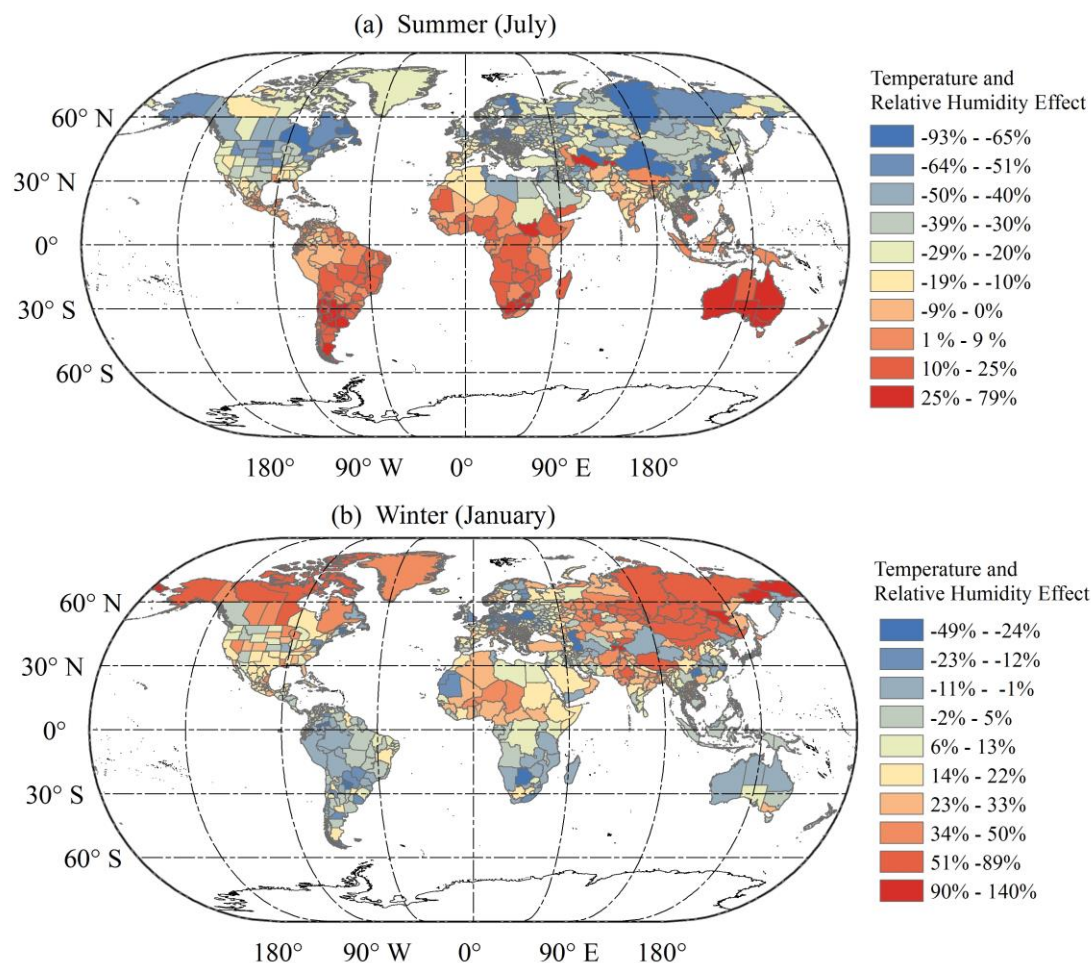 (a) Summer (July)
60° N
30° N
0°
30° S
60° S
180° 90° W 0° 90° E 180°
Temperature and
Relative Humidity Effect
-93% - -65%
-64% - -51%
-50% - -40%
-39% - -30%
-29% - -20%
-19% - -10%
-9% - 0%
1 % - 9 %
10% - 25%
25% - 79%
(b) Winter (January)
60° N
30° N
0°
30° S
60° S
180° 90° W 0° 90° E 180°
Temperature and
Relative Humidity Effect
-49% - -24%
-23% - -12%
-11% - -1%
-2% - 5%
6% - 13%
14% - 22%
23% - 33%
34% - 50%
51% -89%
90% - 140%